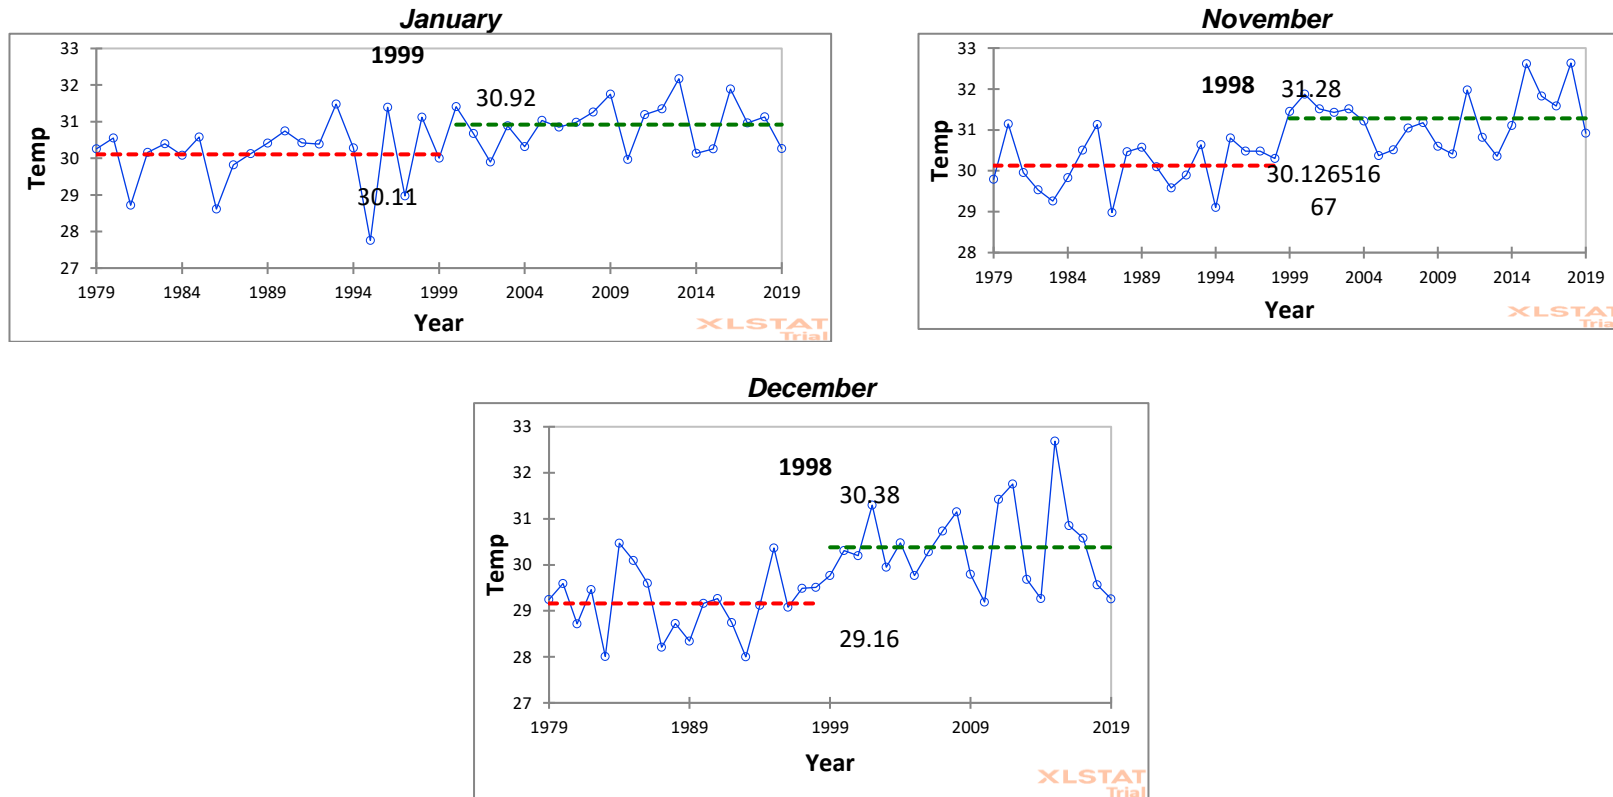 January
1999
33
32
31
30
29
28
27
Temp
30.92
30.11
1979 1984 1989 1994 1999 2004 2009 2014 2019
Year
XLSTAT
Trial
November
33
32
31
30
29
28
Temp
1998
31.28
30.126516
67
1979 1984 1989 1994 1999 2004 2009 2014 2019
Year
XLSTAT
Trial
December
33
32
31
30
29
28
27
Temp
1998
30.38
29.16
1979 1989 1999 2009 2019
Year
XLSTAT
Trial